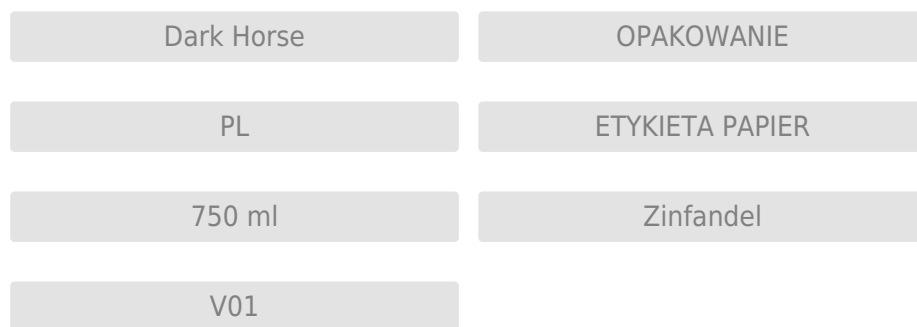 Dark Horse
OPAKOWANIE
PL
ETYKIETA PAPIER
750 ml
Zinfandel
V01